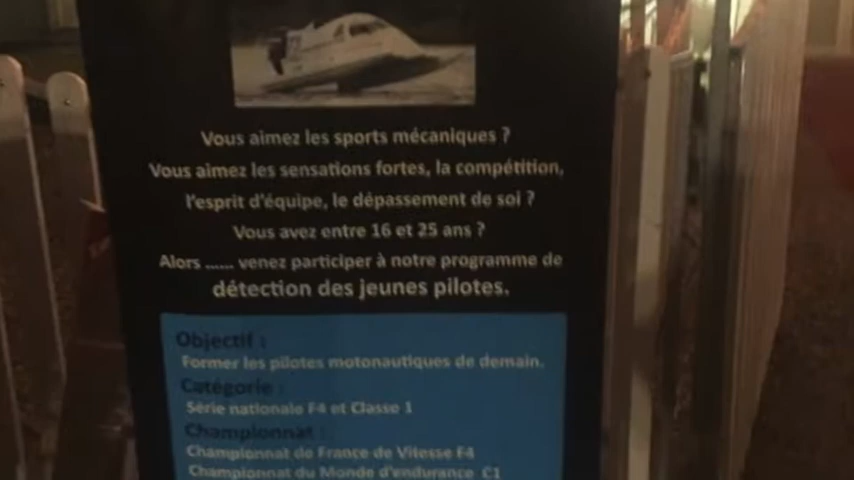 Vous aimez les sports mécaniques ?
Vous aimez les sensations fortes, la compétition,
l'esprit d'équipe, le dépassement de soi ?
Vous avez entre 16 et 25 ans ?
Alors ...... venez participer à notre programme de
détection des jeunes pilotes.
Objectif :
Former les pilotes motonautiques de demain.
Catégorie :
Série nationale F4 et Classe 1
Championnat :
Championnat de France de Vitesse F4
Championnat du Monde d'endurance C1